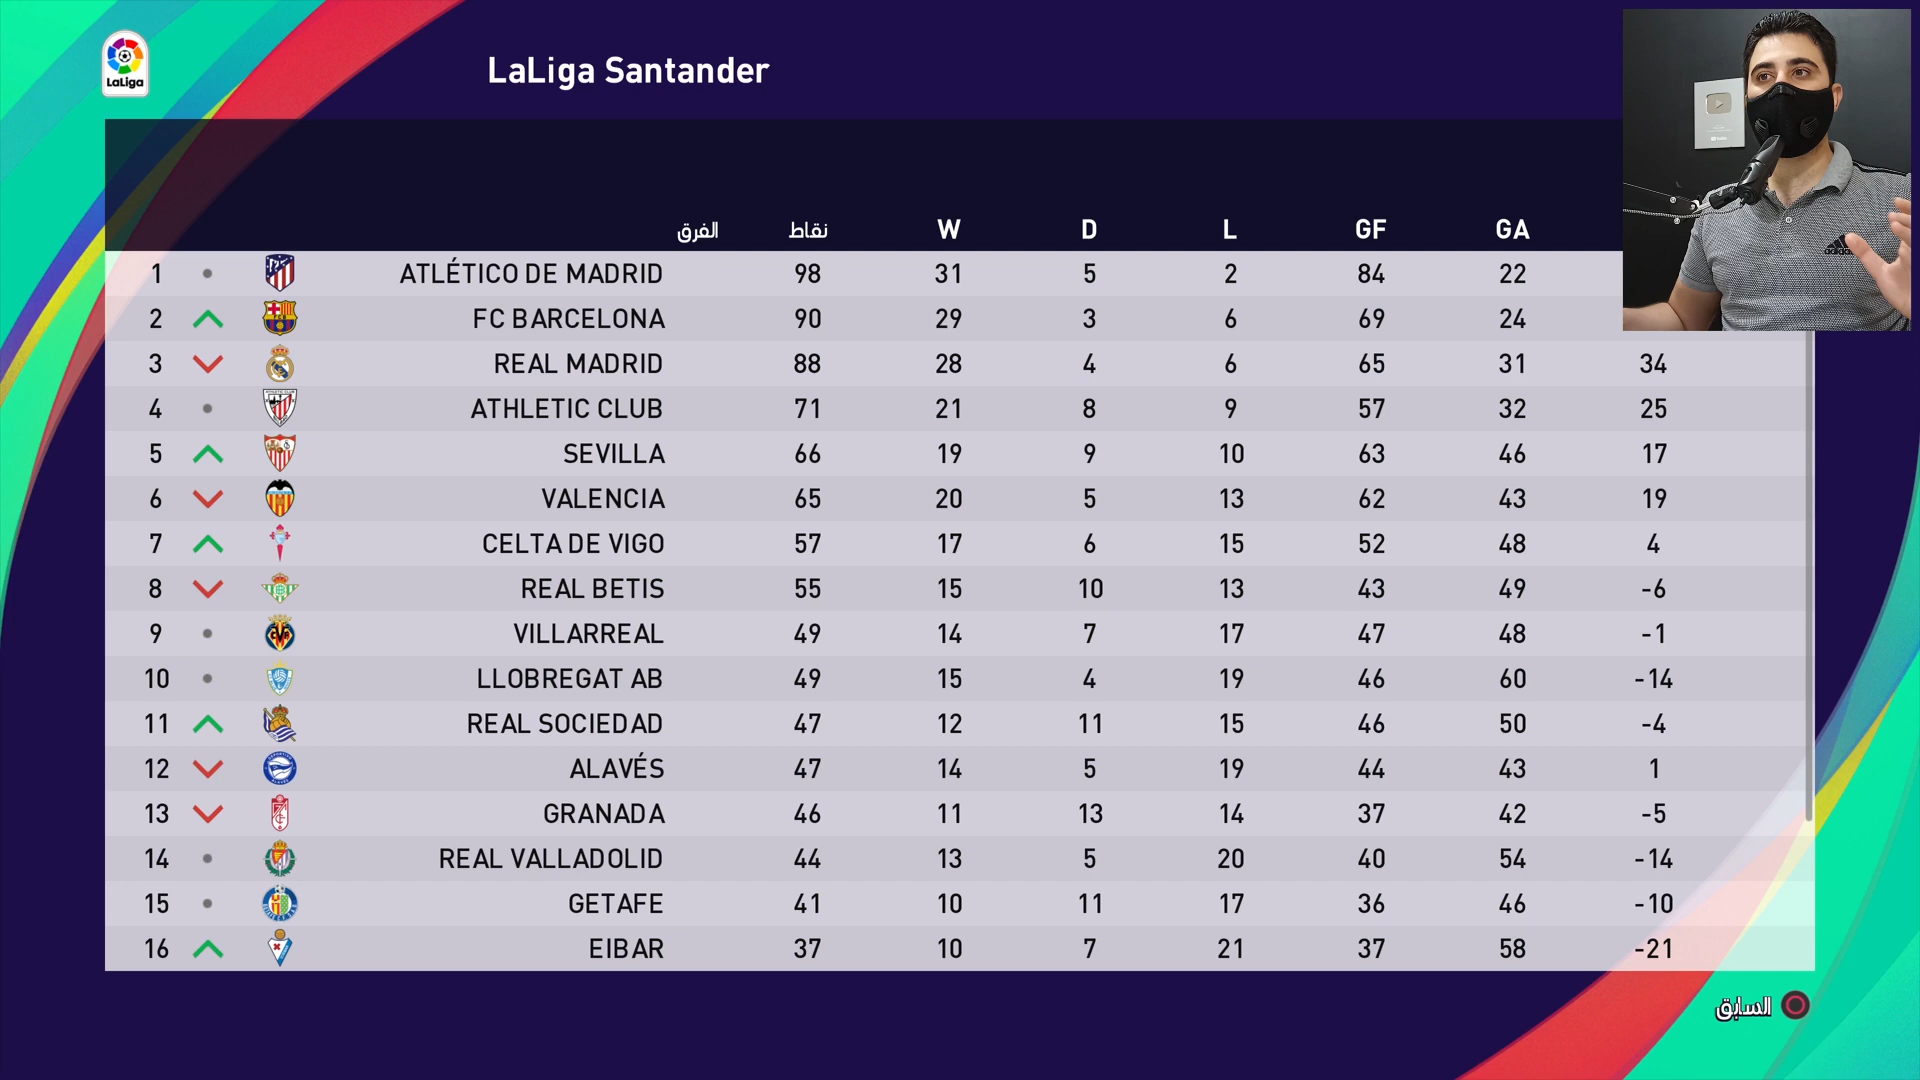 LaLiga
LaLiga Santander
الفرق نقاط W D L GF GA
1 ATLÉTICO DE MADRID 98 31 5 2 84 22
2 FC BARCELONA 90 29 3 6 69 24
3 REAL MADRID 88 28 4 6 65 31 34
4 ATHLETIC CLUB 71 21 8 9 57 32 25
5 SEVILLA 66 19 9 10 63 46 17
6 VALENCIA 65 20 5 13 62 43 19
7 CELTA DE VIGO 57 17 6 15 52 48 4
8 REAL BETIS 55 15 10 13 43 49 -6
9 VILLARREAL 49 14 7 17 47 48 -1
10 LLOBREGAT AB 49 15 4 19 46 60 -14
11 REAL SOCIEDAD 47 12 11 15 46 50 -4
12 ALAVÉS 47 14 5 19 44 43 1
13 GRANADA 46 11 13 14 37 42 -5
14 REAL VALLADOLID 44 13 5 20 40 54 -14
15 GETAFE 41 10 11 17 36 46 -10
16 EIBAR 37 10 7 21 37 58 -21
السابق
adidas